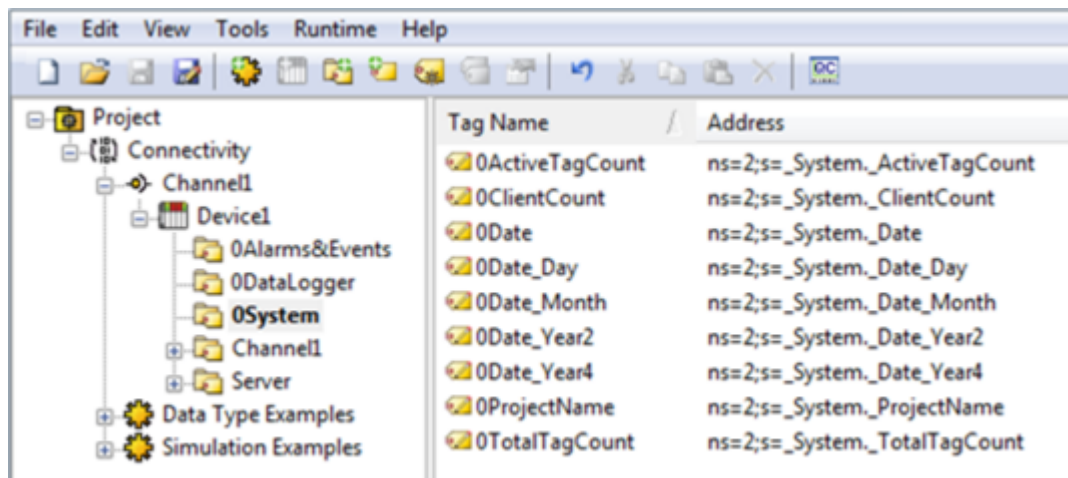 File Edit View Tools Runtime Help
Project
Connectivity
Channel1
Device1
0Alarms&Events
0DataLogger
0System
Channel1
Server
Data Type Examples
Simulation Examples
Tag Name / Address
0ActiveTagCount ns=2;s=_System._ActiveTagCount
0ClientCount ns=2;s=_System._ClientCount
0Date ns=2;s=_System._Date
0Date_Day ns=2;s=_System._Date_Day
0Date_Month ns=2;s=_System._Date_Month
0Date_Year2 ns=2;s=_System._Date_Year2
0Date_Year4 ns=2;s=_System._Date_Year4
0ProjectName ns=2;s=_System._ProjectName
0TotalTagCount ns=2;s=_System._TotalTagCount